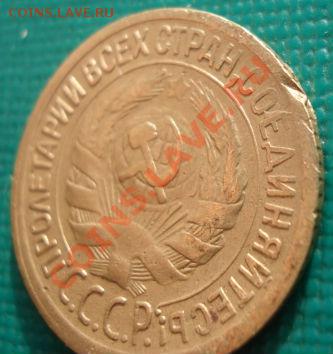 COINS.LAVE.RU
ПРОЛЕТАРИИ ВСЕХ СТРАН, СОЕДИНЯЙТЕСЬ!
С.С.С.Р.
COINS.LAVE.RU